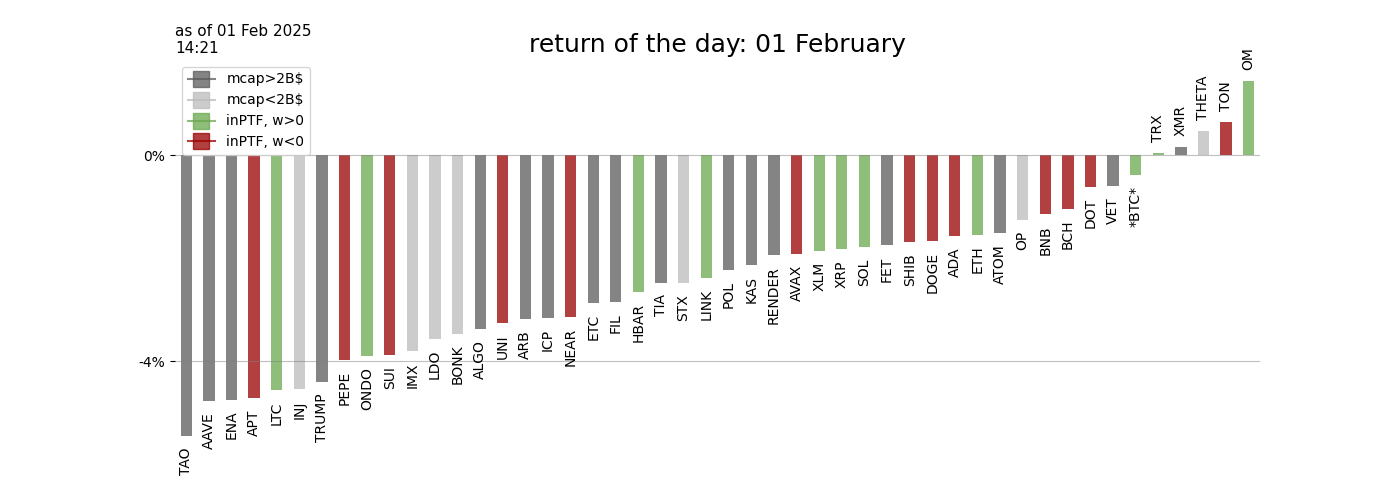 as of 01 Feb 2025
14:21
return of the day: 01 February
mcap>2B$
mcap<2B$
inPTF, w>0
inPTF, w<0
0%
-4%
TAO
AAVE
ENA
APT
LTC
INJ
TRUMP
PEPE
ONDO
SUI
IMX
LDO
BONK
ALGO
UNI
ARB
ICP
NEAR
ETC
FIL
HBAR
TIA
STX
LINK
POL
KAS
RENDER
AVAX
XLM
XRP
SOL
FET
SHIB
DOGE
ADA
ETH
ATOM
OP
BNB
BCH
DOT
VET
*BTC*
TRX
XMR
THETA
TON
OM